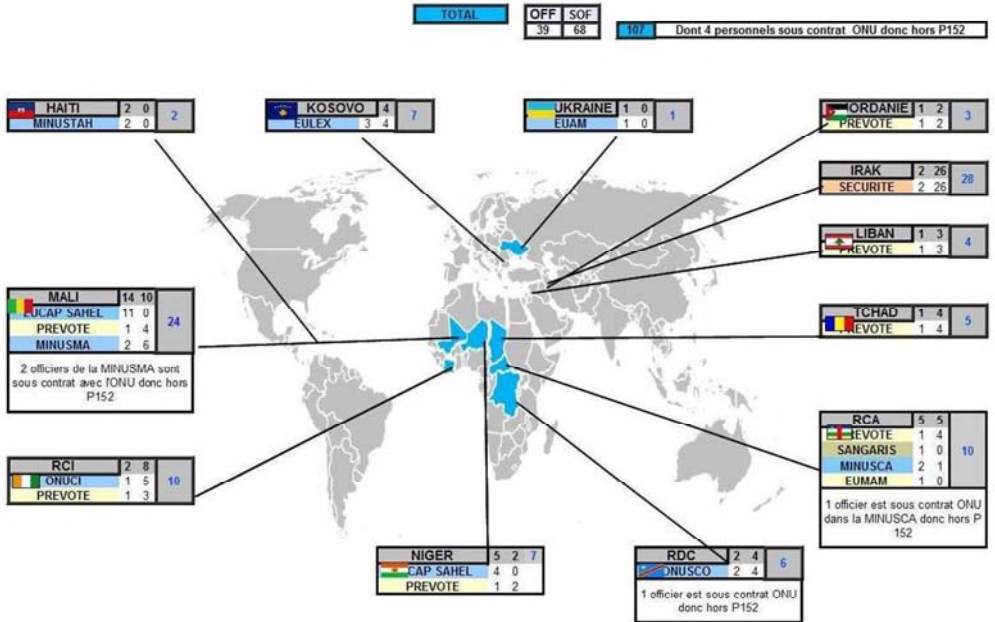 TOTAL
OFF SOF
39 68
107 Dont 4 personnels sous contrat ONU donc hors P152
HAITI 2 0 2
MINUSTAH 2 0
KOSOVO 4 7
EULEX 3 4
UKRAINE 1 0 1
EUAM 1 0
ORDANIE 1 2 3
PREVOTE 1 2
IRAK 2 26 28
SECURITE 2 26
LIBAN 1 3 4
PREVOTE 1 3
MALI 14 10 24
EUCAP SAHEL 11 0
PREVOTE 1 4
MINUSMA 2 6
2 officiers de la MINUSMA sont
sous contrat avec l'ONU donc hors
P152
TCHAD 1 4 5
EVOTE 1 4
RCA 5 5 10
REVOTE 1 4
SANGARIS 1 0
MINUSCA 2 1
EUMAM 1 0
1 officier est sous contrat ONU
dans la MINUSCA donc hors P
152
RCI 2 8 10
ONUCI 1 5
PREVOTE 1 3
NIGER 5 2 7
CAP SAHEL 4 0
PREVOTE 1 2
RDC 2 4 6
ONUSCO 2 4
1 officier est sous contrat ONU
donc hors P152